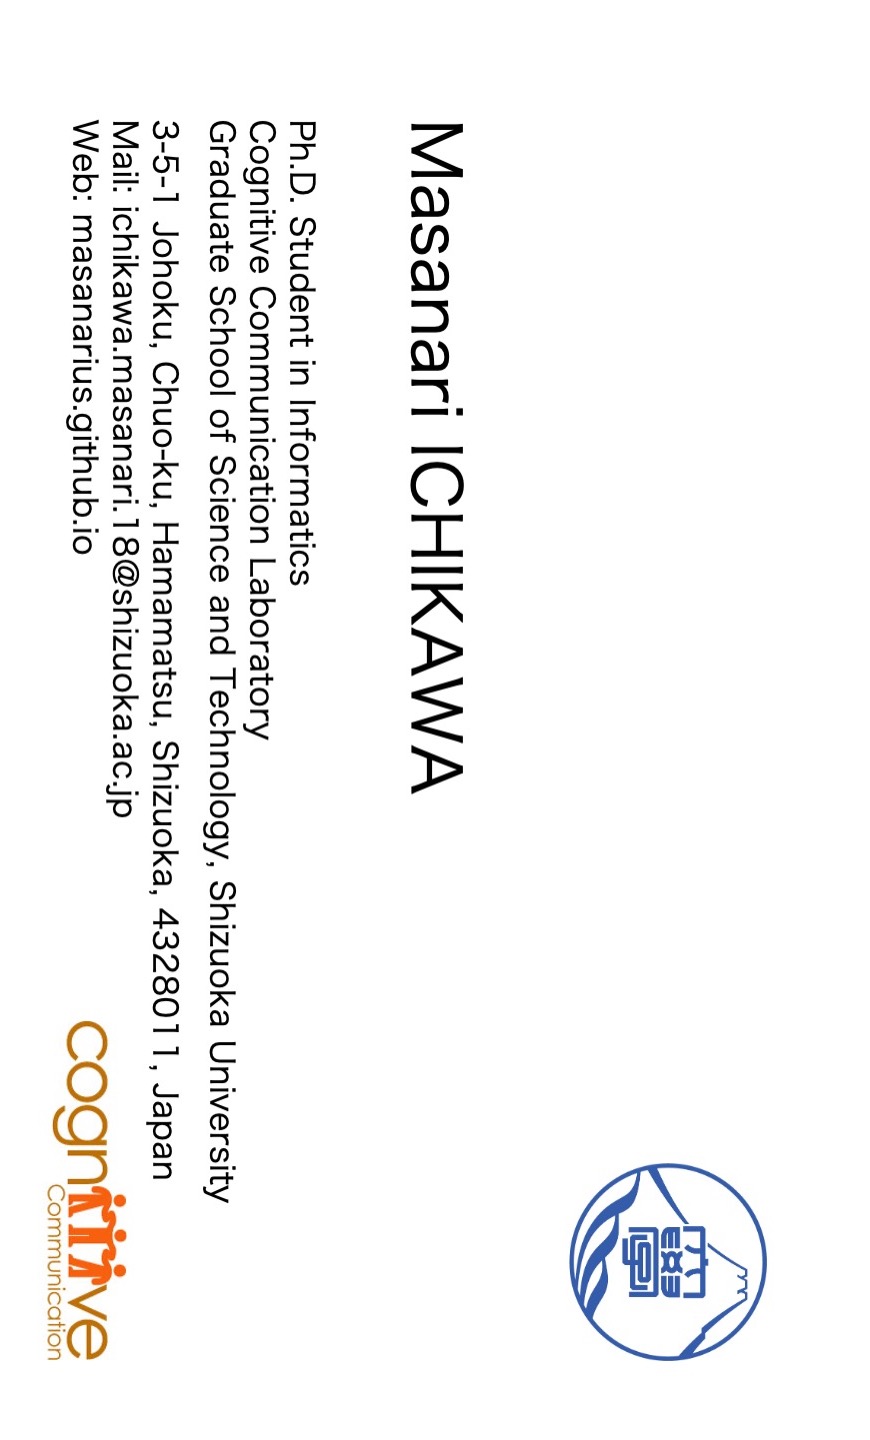 Masanari ICHIKAWA
Ph.D. Student in Informatics
Cognitive Communication Laboratory
Graduate School of Science and Technology, Shizuoka University
3-5-1 Johoku, Chuo-ku, Hamamatsu, Shizuoka, 4328011, Japan
Mail: ichikawa.masanari.18@shizuoka.ac.jp
Web: masanarius.github.io
cognitive
Communication